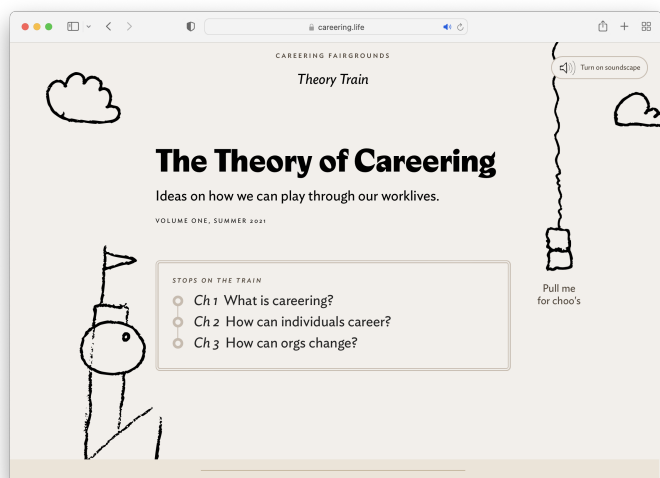 careering.life
CAREERING FAIRGROUNDS
Theory Train
Turn on soundscape
The Theory of Careering
Ideas on how we can play through our worklives.
VOLUME ONE, SUMMER 2021
STOPS ON THE TRAIN
Ch 1 What is careering?
Ch 2 How can individuals career?
Ch 3 How can orgs change?
Pull me
for choo's